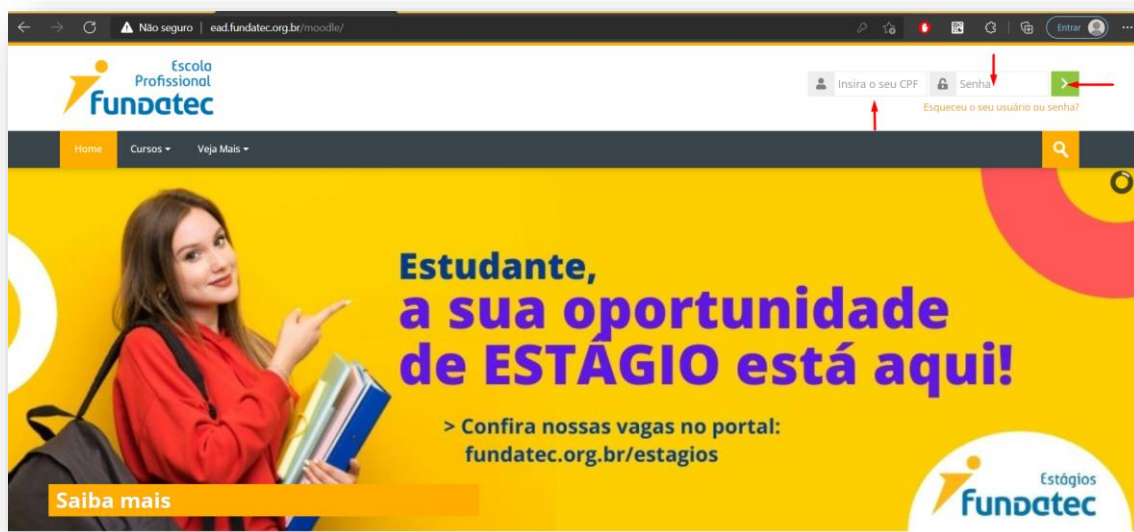 Não seguro | ead.fundatec.org.br/moodle/
Entrar
Escola
Profissional
Fundatec
Insira o seu CPF
Senha
Esqueceu o seu usuário ou senha?
Home
Cursos
Veja Mais
Estudante,
a sua oportunidade
de ESTÁGIO está aqui!
> Confira nossas vagas no portal:
fundatec.org.br/estagios
Saiba mais
Estágios
Fundatec